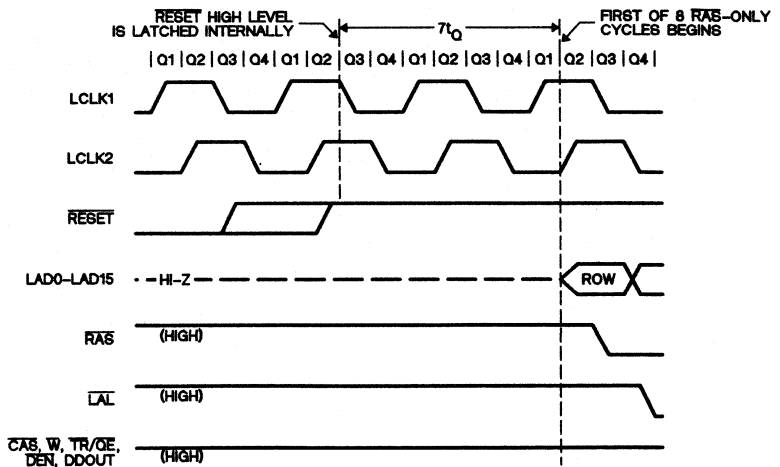 RESET HIGH LEVEL
IS LATCHED INTERNALLY
7tQ
FIRST OF 8 RAS-ONLY
CYCLES BEGINS
| Q1 | Q2 | Q3 | Q4 | Q1 | Q2 | Q3 | Q4 | Q1 | Q2 | Q3 | Q4 | Q1 | Q2 | Q3 | Q4 |
LCLK1
LCLK2
RESET
LAD0-LAD15
HI-Z
ROW
RAS
(HIGH)
LAL
(HIGH)
CAS, W, TR/QE,
DEN, DDOUT
(HIGH)